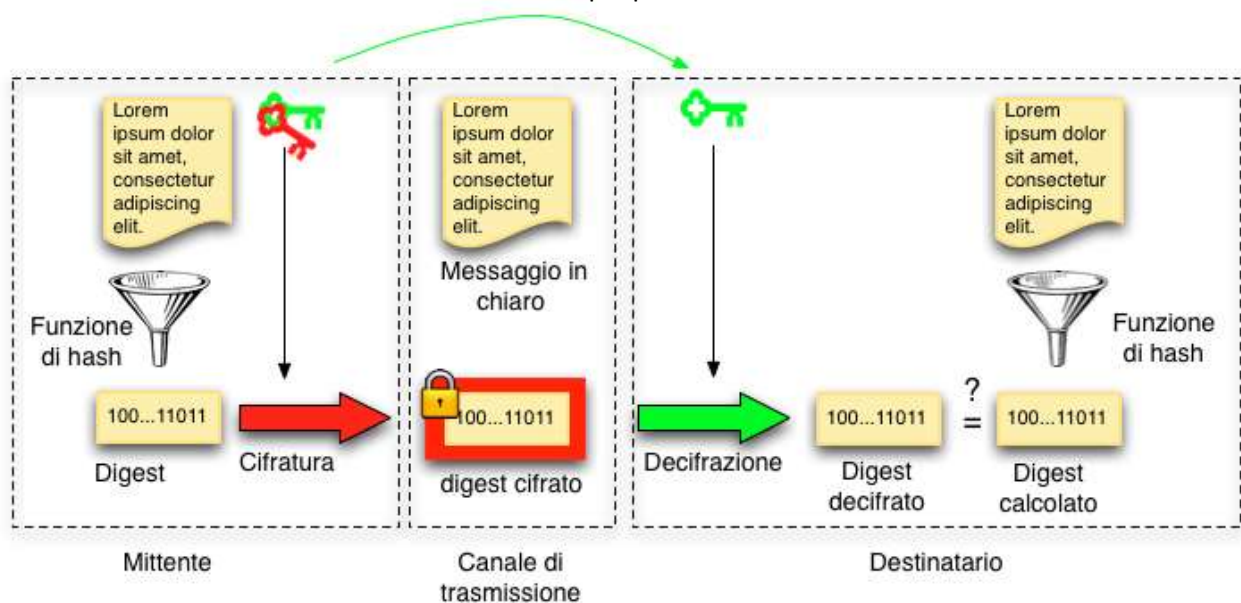 Lorem
ipsum dolor
sit amet,
consectetur
adipiscing
elit.
Funzione
di hash
100...11011
Digest
Cifratura
Mittente
Lorem
ipsum dolor
sit amet,
consectetur
adipiscing
elit.
Messaggio in
chiaro
100...11011
digest cifrato
Canale di
trasmissione
Decifrazione
100...11011
Digest
decifrato
?
=
Lorem
ipsum dolor
sit amet,
consectetur
adipiscing
elit.
Funzione
di hash
100...11011
Digest
calcolato
Destinatario